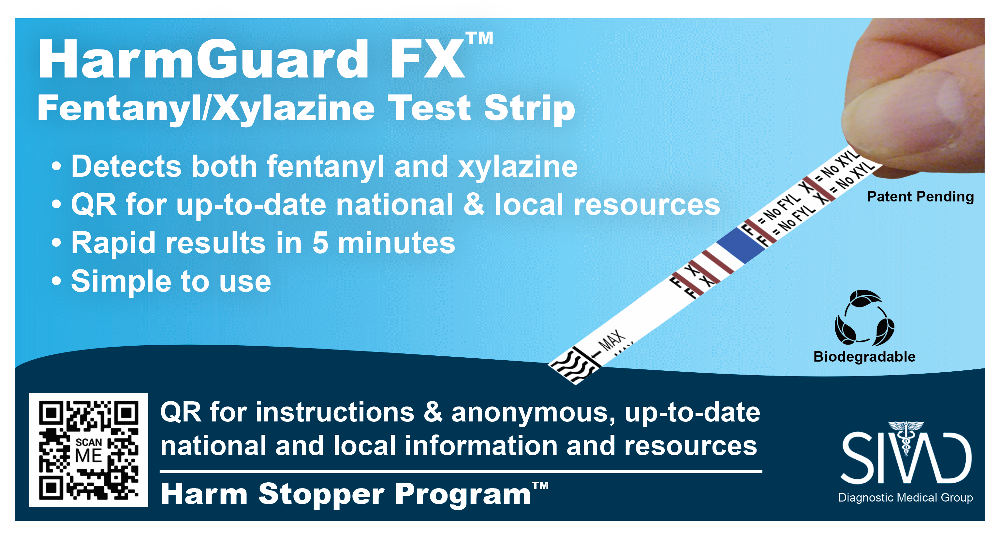 HarmGuard FX™
Fentanyl/Xylazine Test Strip
• Detects both fentanyl and xylazine
• QR for up-to-date national & local resources
• Rapid results in 5 minutes
• Simple to use
= No XYL
= No XYL
X
X
= No FYL
= No FYL
F
F
X
X
F
F
MAX
Patent Pending
Biodegradable
SCAN
ME
QR for instructions & anonymous, up-to-date
national and local information and resources
Harm Stopper Program™
SIVAD
Diagnostic Medical Group